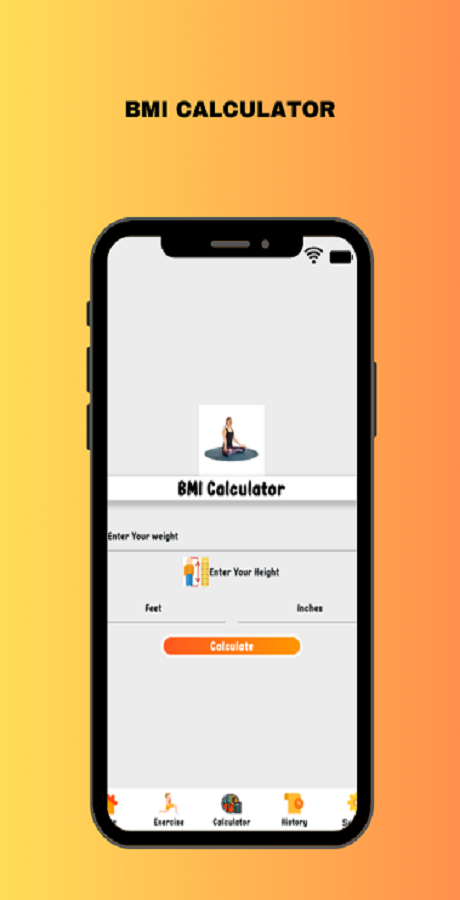 BMI CALCULATOR
BMI Calculator
Enter Your weight
Enter Your Height
Feet Inches
Calculate
Exercise Calculator History